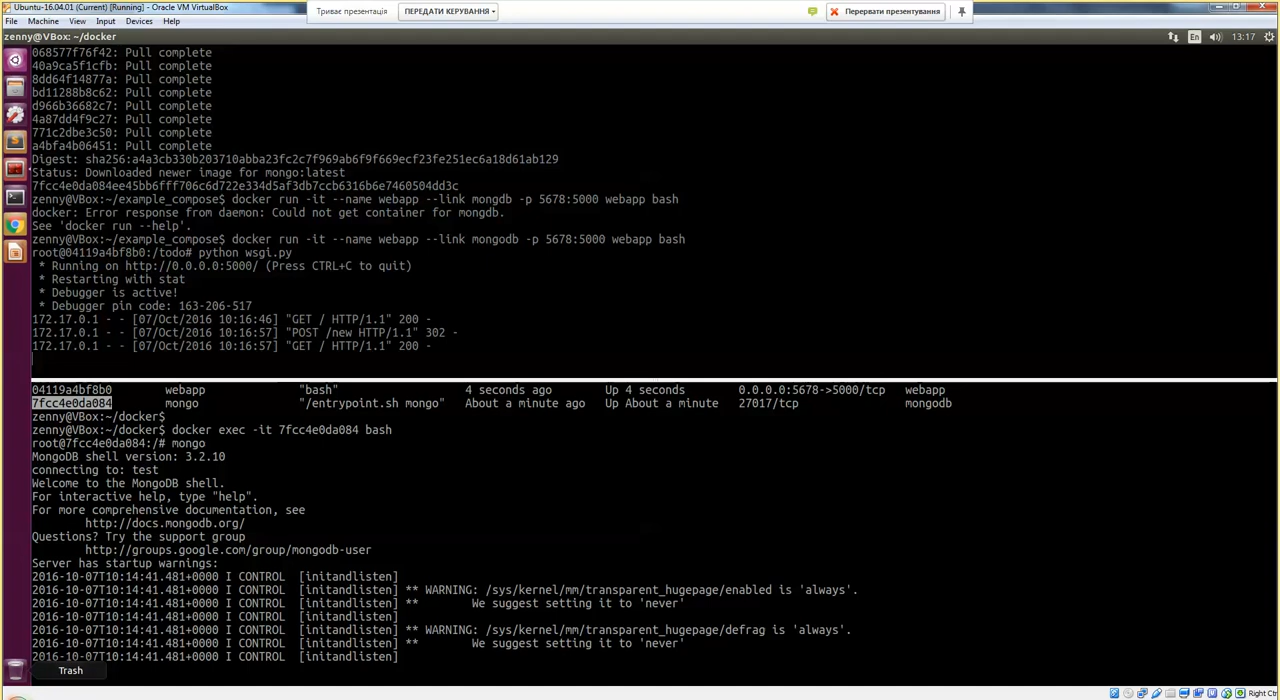 Ubuntu-16.04.01 (Current) [Running] - Oracle VM VirtualBox
Триває презентація
ПЕРЕДАТИ КЕРУВАННЯ
Перервати презентування
File Machine View Input Devices Help
zenny@VBox: ~/docker
En
13:17
068577f76f42: Pull complete
40a9ca5f1cfb: Pull complete
8dd64f14877a: Pull complete
bd11288b8c62: Pull complete
d966b36682c7: Pull complete
4a87dd4f9c27: Pull complete
771c2dbe3c50: Pull complete
a4bfa4b06451: Pull complete
Digest: sha256:a4a3cb330b203710abba23fc2c7f969ab6f9f669ecf23fe251ec6a18d61ab129
Status: Downloaded newer image for mongo:latest
7fcc4e0da084ee45bb6fff706c6d722e334d5af3db7ccb6316b6e7460504dd3c
zenny@VBox:~/example_compose$ docker run -it --name webapp --link mongdb -p 5678:5000 webapp bash
docker: Error response from daemon: Could not get container for mongdb.
See 'docker run --help'.
zenny@VBox:~/example_compose$ docker run -it --name webapp --link mongodb -p 5678:5000 webapp bash
root@04119a4bf8b0:/todo# python wsgi.py
* Running on http://0.0.0.0:5000/ (Press CTRL+C to quit)
* Restarting with stat
* Debugger is active!
* Debugger pin code: 163-206-517
172.17.0.1 - - [07/Oct/2016 10:16:46] "GET / HTTP/1.1" 200 -
172.17.0.1 - - [07/Oct/2016 10:16:57] "POST /new HTTP/1.1" 302 -
172.17.0.1 - - [07/Oct/2016 10:16:57] "GET / HTTP/1.1" 200 -
04119a4bf8b0 webapp "bash" 4 seconds ago Up 4 seconds 0.0.0.0:5678->5000/tcp webapp
7fcc4e0da084 mongo "/entrypoint.sh mongo" About a minute ago Up About a minute 27017/tcp mongodb
zenny@VBox:~/docker$
zenny@VBox:~/docker$ docker exec -it 7fcc4e0da084 bash
root@7fcc4e0da084:/# mongo
MongoDB shell version: 3.2.10
connecting to: test
Welcome to the MongoDB shell.
For interactive help, type "help".
For more comprehensive documentation, see
http://docs.mongodb.org/
Questions? Try the support group
http://groups.google.com/group/mongodb-user
Server has startup warnings:
2016-10-07T10:14:41.481+0000 I CONTROL [initandlisten]
2016-10-07T10:14:41.481+0000 I CONTROL [initandlisten] ** WARNING: /sys/kernel/mm/transparent_hugepage/enabled is 'always'.
2016-10-07T10:14:41.481+0000 I CONTROL [initandlisten] ** We suggest setting it to 'never'
2016-10-07T10:14:41.481+0000 I CONTROL [initandlisten]
2016-10-07T10:14:41.481+0000 I CONTROL [initandlisten] ** WARNING: /sys/kernel/mm/transparent_hugepage/defrag is 'always'.
2016-10-07T10:14:41.481+0000 I CONTROL [initandlisten] ** We suggest setting it to 'never'
2016-10-07T10:14:41.481+0000 I CONTROL [initandlisten]
Trash
Right Ctrl